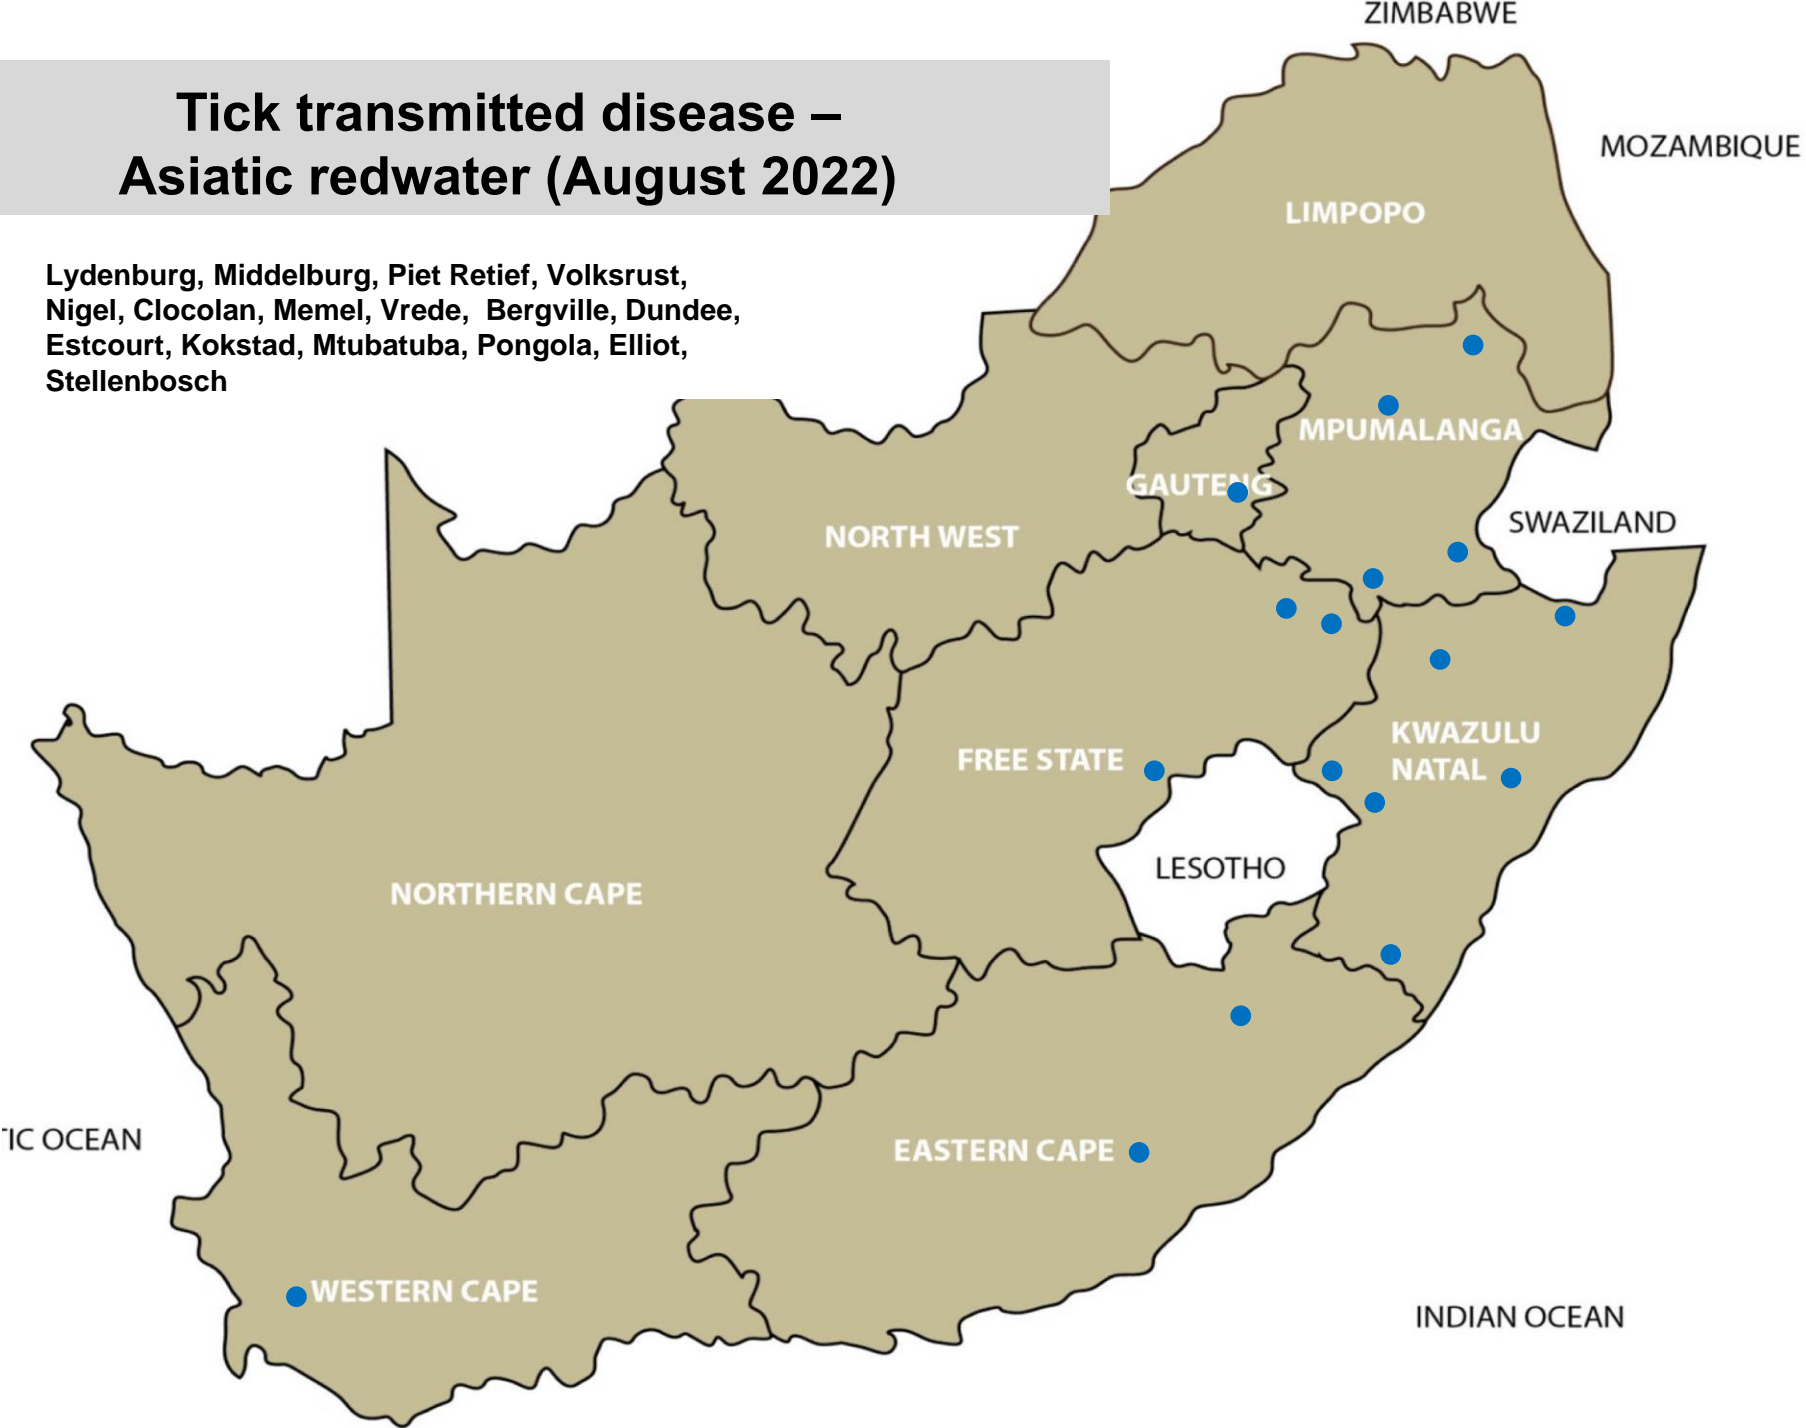 ZIMBABWE
Tick transmitted disease –
Asiatic redwater (August 2022)
MOZAMBIQUE
LIMPOPO
Lydenburg, Middelburg, Piet Retief, Volksrust,
Nigel, Clocolan, Memel, Vrede, Bergville, Dundee,
Estcourt, Kokstad, Mtubatuba, Pongola, Elliot,
Stellenbosch
MPUMALANGA
GAUTENG
SWAZILAND
NORTH WEST
KWAZULU
NATAL
FREE STATE
LESOTHO
NORTHERN CAPE
TIC OCEAN
EASTERN CAPE
WESTERN CAPE
INDIAN OCEAN